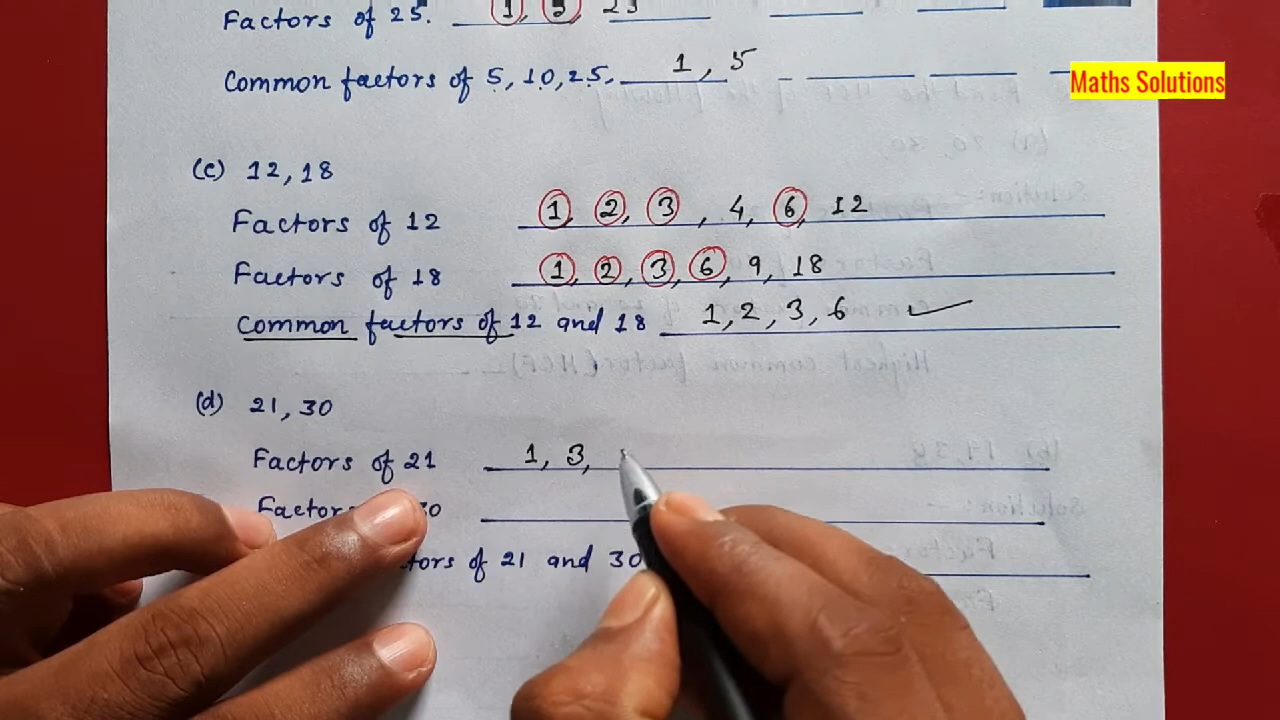 Factors of 25. 1, 5, 25
Common factors of 5, 10, 25. 1, 5
Maths Solutions
(c) 12, 18
Factors of 12 1, 2, 3, 4, 6, 12
Factors of 18 1, 2, 3, 6, 9, 18
Common factors of 12 and 18 1, 2, 3, 6
(d) 21, 30
Factors of 21 1, 3,
Factors 30
tors of 21 and 30